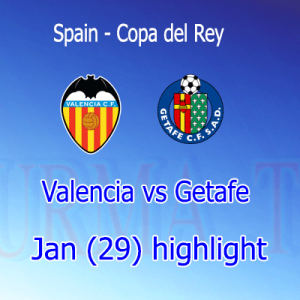 Spain - Copa del Rey
VALENCIA C.F.
GETAFE C.F. S.A.D.
Valencia vs Getafe
Jan (29) highlight